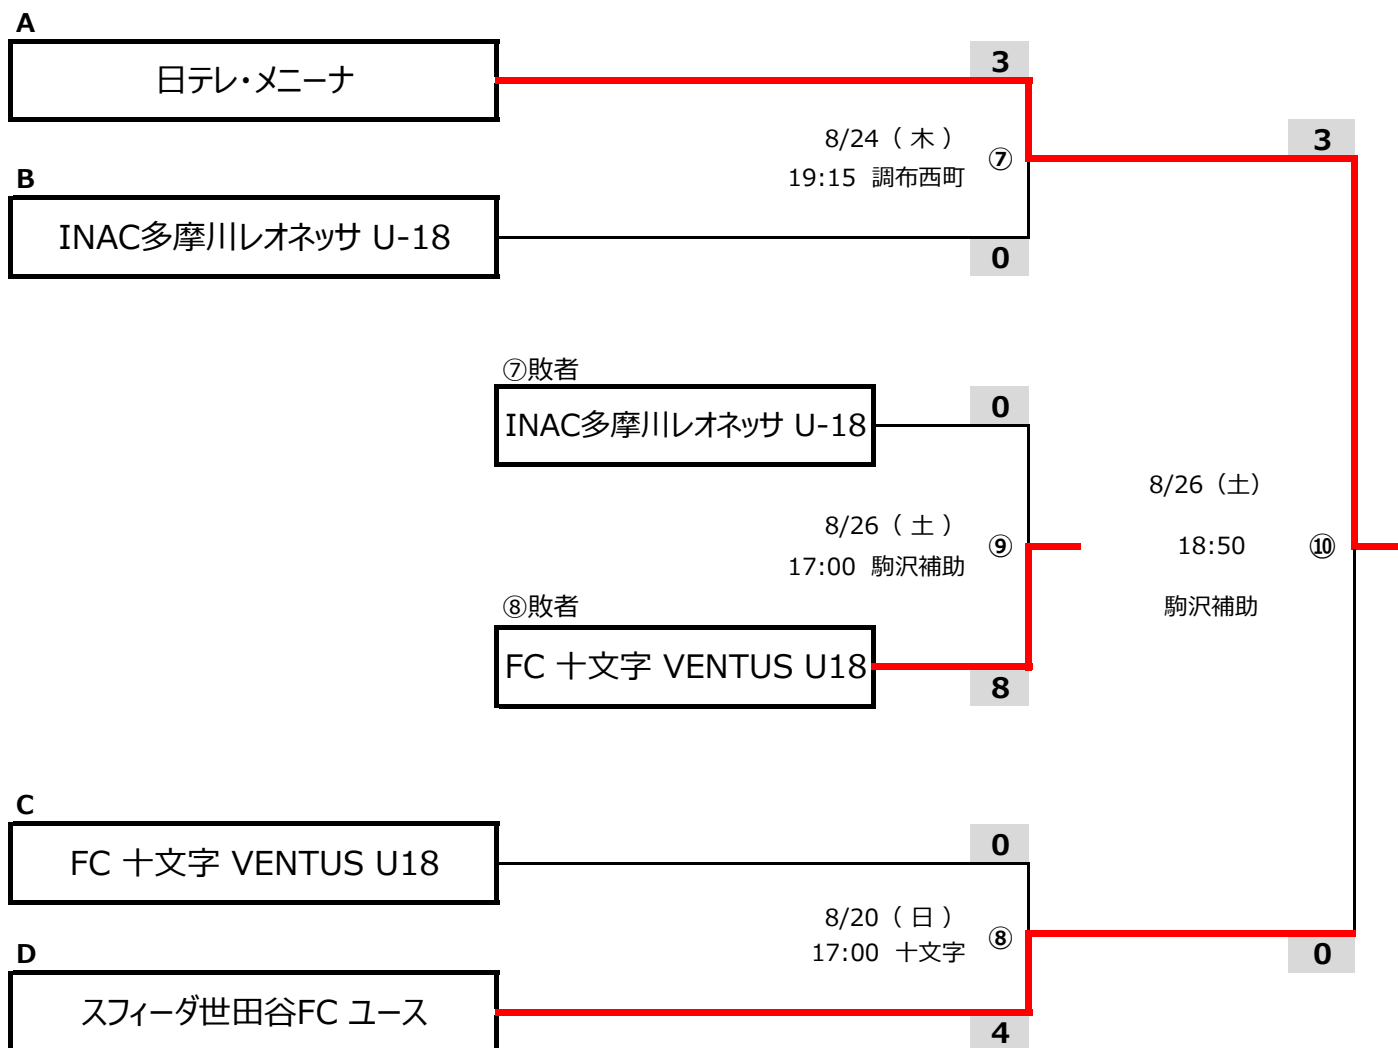 A
日テレ・メニーナ
3
8/24（ 木 ）
⑦
19:15 調布西町
3
B
INAC多摩川レオネッサ U-18
0
⑦敗者
INAC多摩川レオネッサ U-18
0
8/26（ 土 ）
⑨
17:00 駒沢補助
8/26（土）
18:50
⑩
駒沢補助
⑧敗者
FC 十文字 VENTUS U18
8
C
FC 十文字 VENTUS U18
0
8/20（ 日 ）
⑧
17:00 十文字
0
D
スフィーダ世田谷FC ユース
4